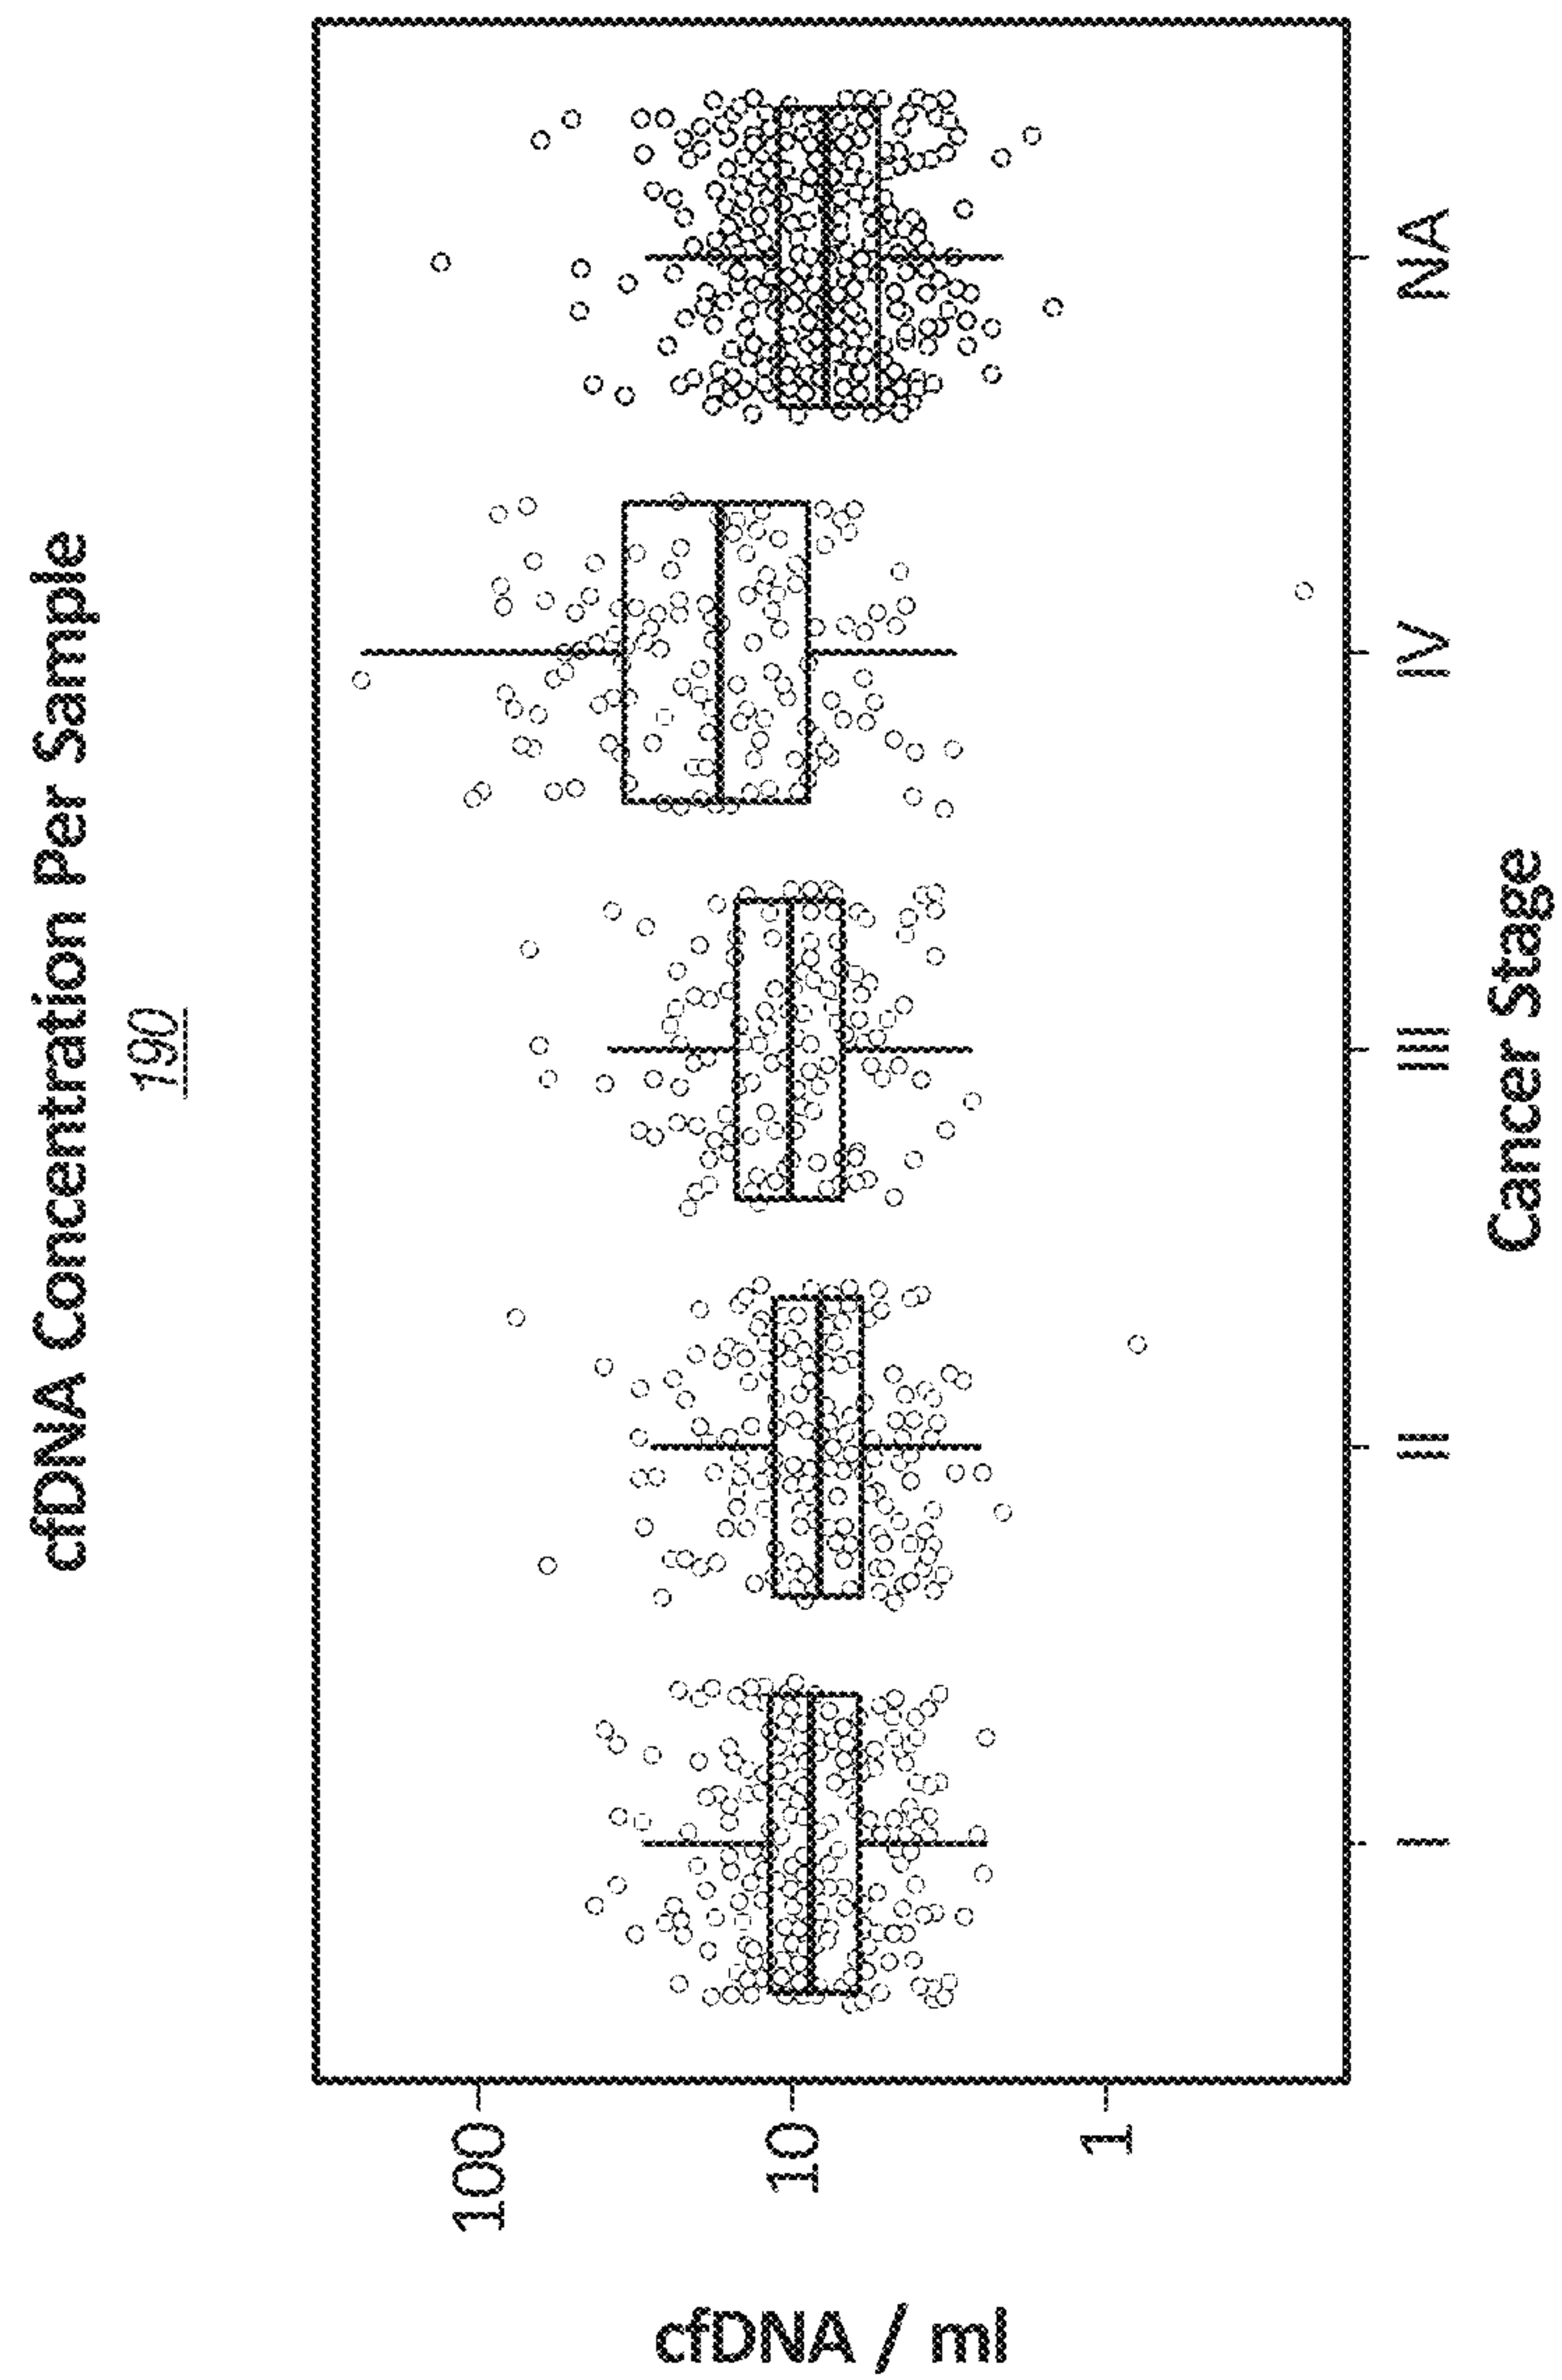 cfDNA Concentration Per Sample
190
cfDNA / ml
100
10
1
I
II
III
IV
NA
Cancer Stage